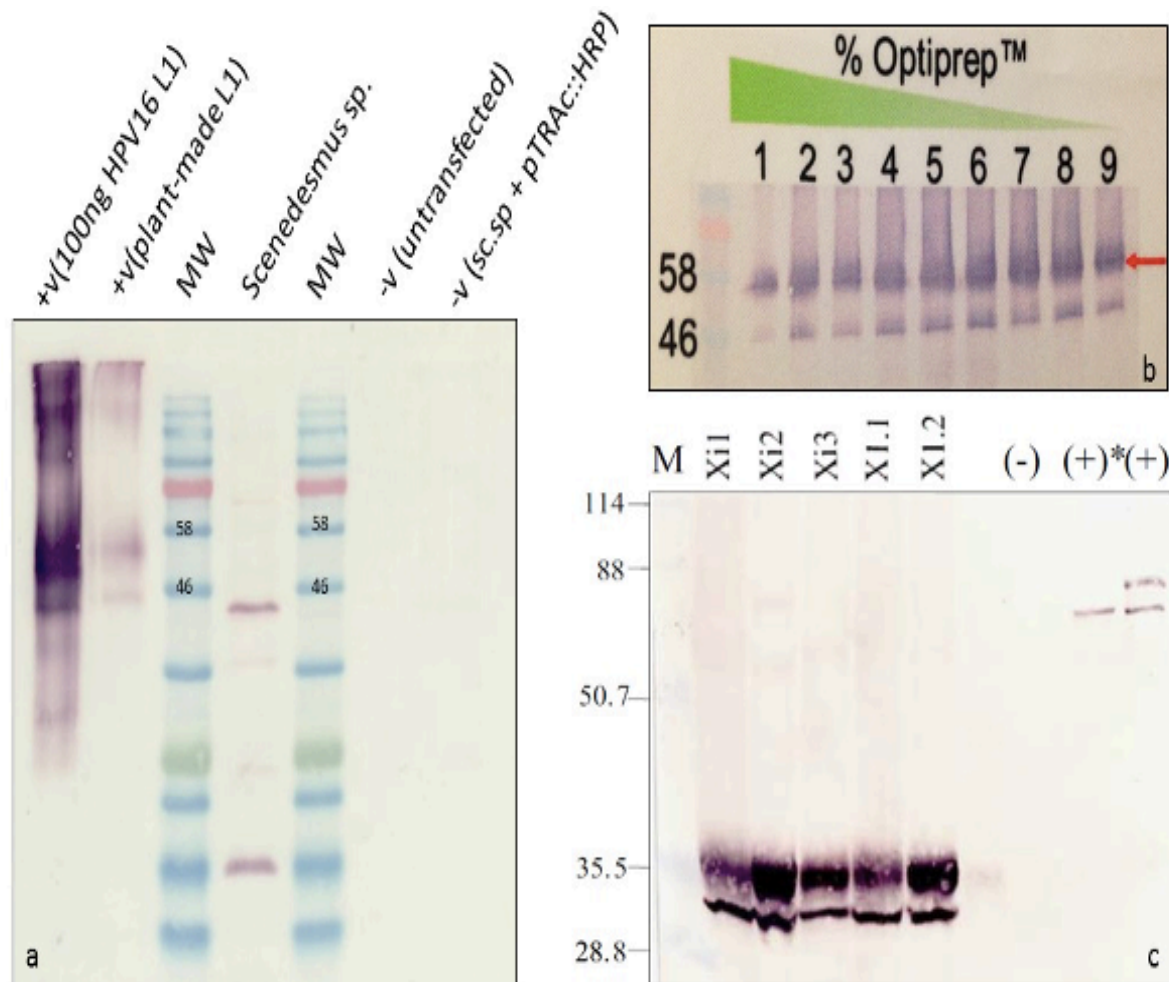 +v(100ng HPV16 L1)
+v(plant-made L1)
MW
Scenedesmus sp.
MW
-v (untransfected)
-v (sc.sp + pTRAc::HRP)
58
58
46
46
a
% Optiprep™
1 2 3 4 5 6 7 8 9
58
46
b
M Xi1 Xi2 Xi3 X1.1 X1.2 (-) (+)*(+)
114
88
50.7
35.5
28.8
c